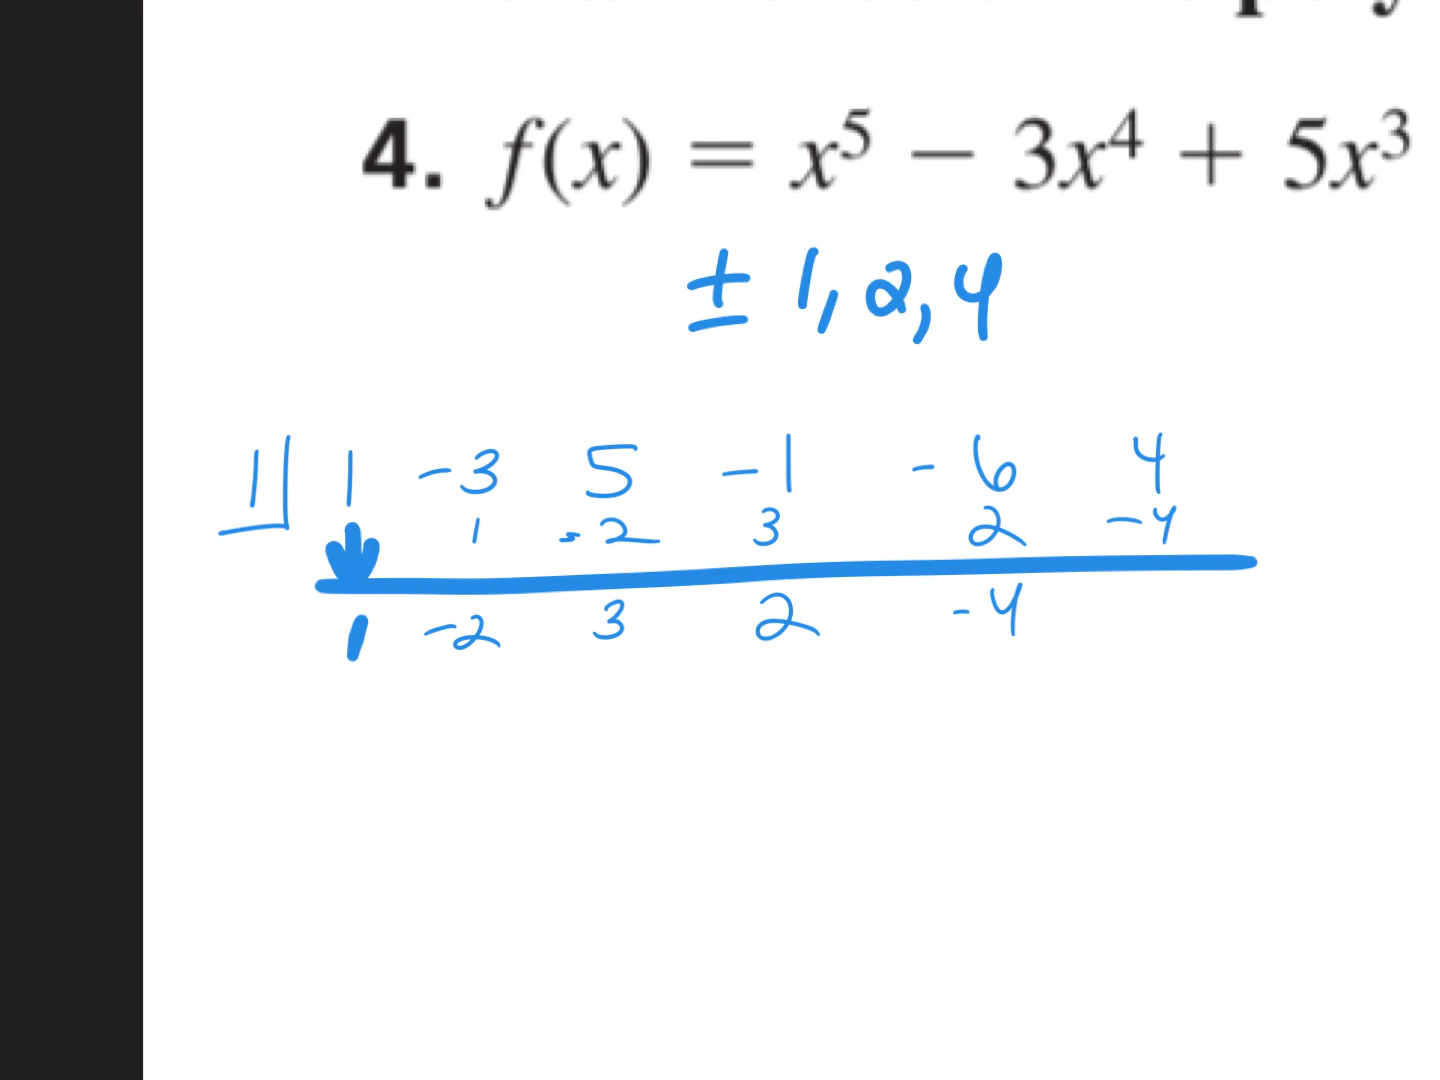 4. f(x) = x⁵ − 3x⁴ + 5x³
± 1, 2, 4
1 1 -3 5 -1 -6 4
1 -2 3 2 -4
1 -2 3 2 -4